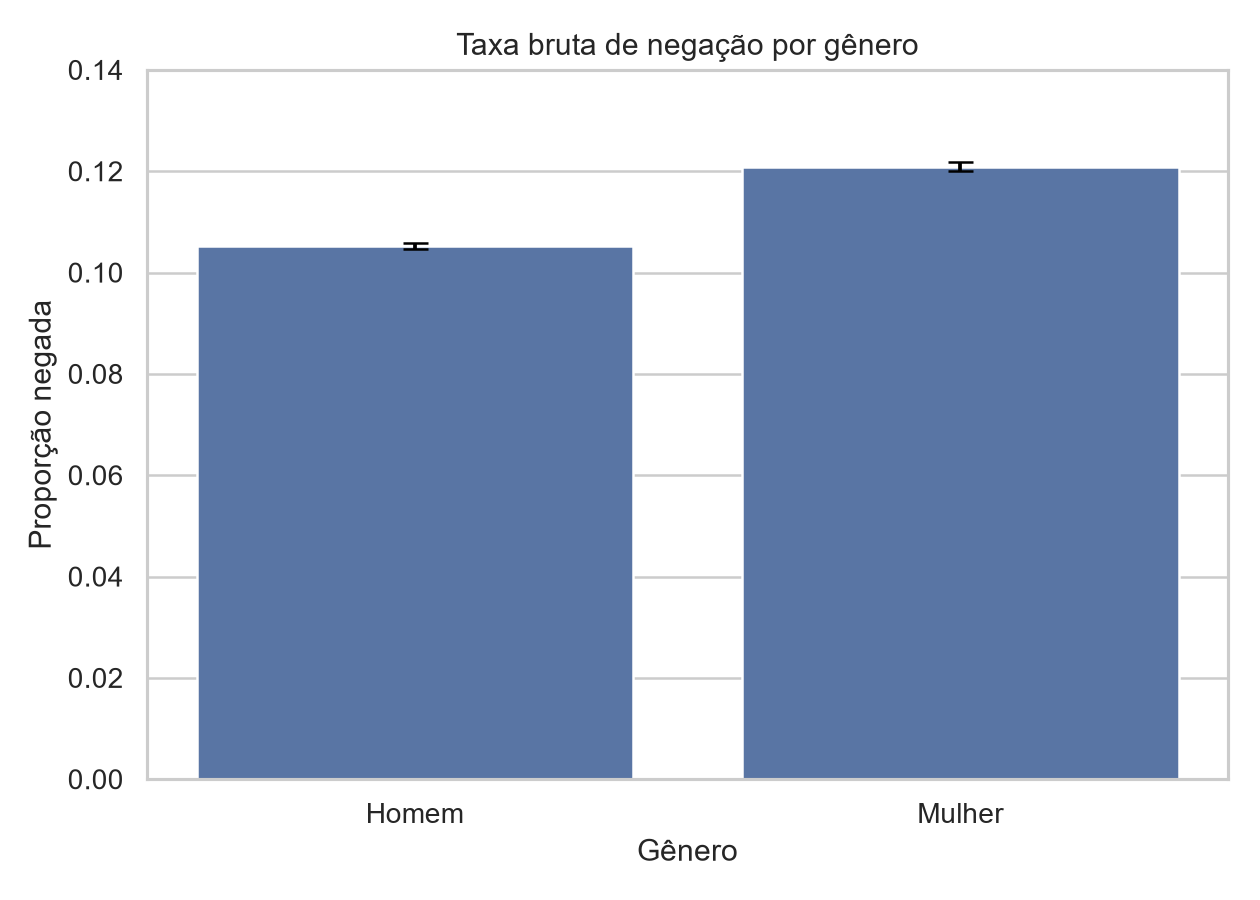 Taxa bruta de negação por gênero
Proporção negada
0.14
0.12
0.10
0.08
0.06
0.04
0.02
0.00
Homem
Mulher
Gênero